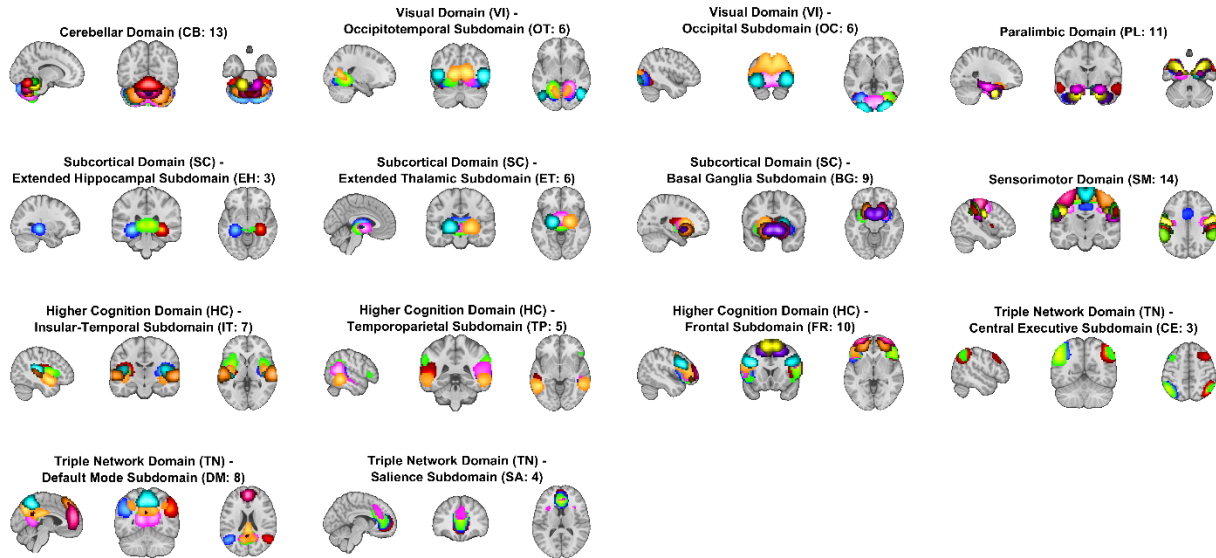 Cerebellar Domain (CB: 13)
Visual Domain (VI) -
Occipitotemporal Subdomain (OT: 6)
Visual Domain (VI) -
Occipital Subdomain (OC: 6)
Paralimbic Domain (PL: 11)
Subcortical Domain (SC) -
Extended Hippocampal Subdomain (EH: 3)
Subcortical Domain (SC) -
Extended Thalamic Subdomain (ET: 6)
Subcortical Domain (SC) -
Basal Ganglia Subdomain (BG: 9)
Sensorimotor Domain (SM: 14)
Higher Cognition Domain (HC) -
Insular-Temporal Subdomain (IT: 7)
Higher Cognition Domain (HC) -
Temporoparietal Subdomain (TP: 5)
Higher Cognition Domain (HC) -
Frontal Subdomain (FR: 10)
Triple Network Domain (TN) -
Central Executive Subdomain (CE: 3)
Triple Network Domain (TN) -
Default Mode Subdomain (DM: 8)
Triple Network Domain (TN) -
Salience Subdomain (SA: 4)